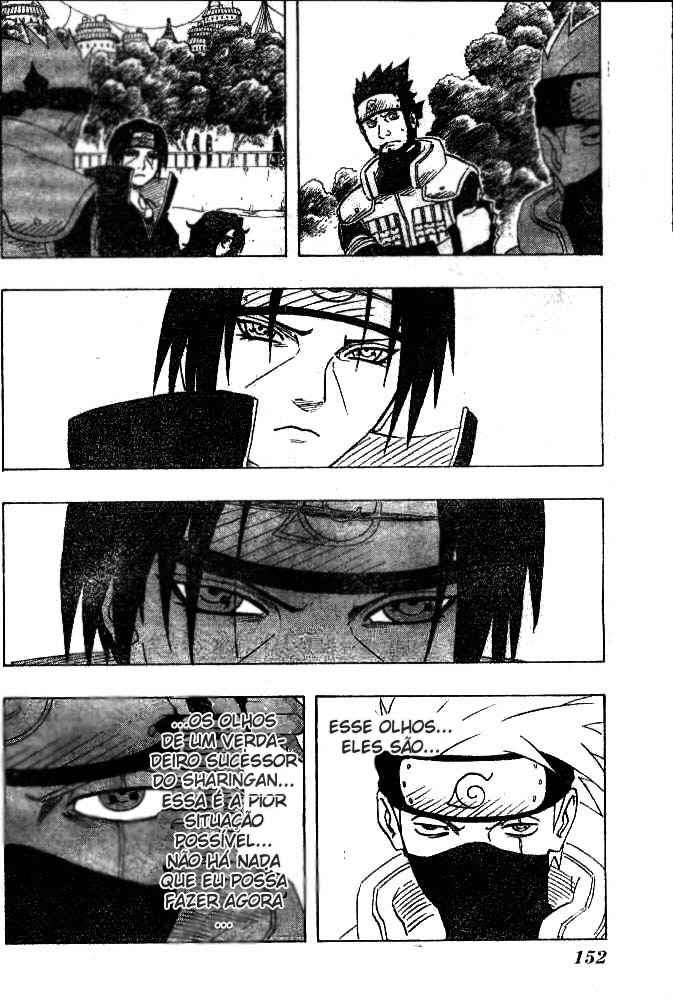 ESSE OLHOS...
ELES SÃO...
...OS OLHOS
DE UM VERDA-
DEIRO SUCESSOR
DO SHARINGAN...
ESSA É A PIOR
SITUAÇÃO
POSSÍVEL...
NÃO HÁ NADA
QUE EU POSSA
FAZER AGORA
...
152